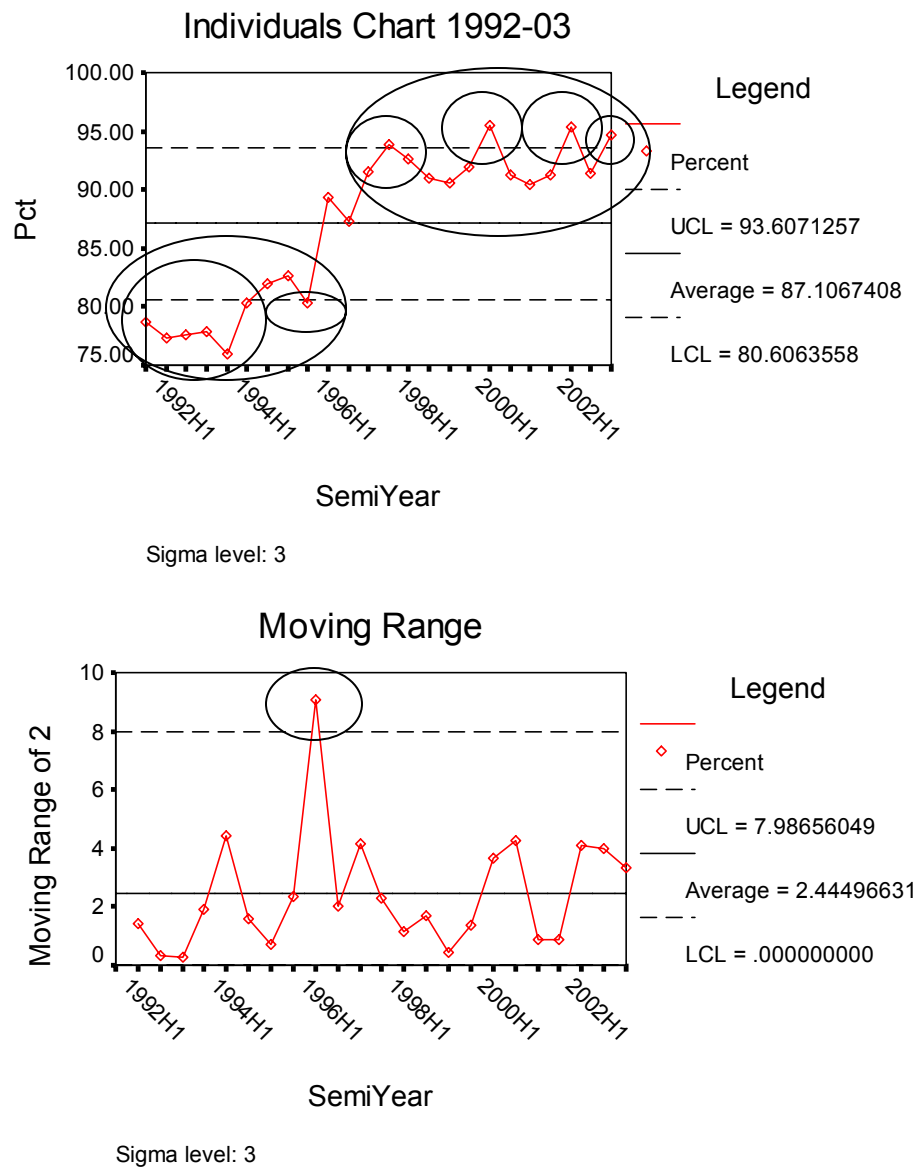 Individuals Chart 1992-03
100.00
95.00
90.00
85.00
80.00
75.00
Pct
1992H1
1994H1
1996H1
1998H1
2000H1
2002H1
SemiYear
Sigma level: 3
Legend
Percent
UCL = 93.6071257
Average = 87.1067408
LCL = 80.6063558
Moving Range
10
8
6
4
2
0
Moving Range of 2
1992H1
1994H1
1996H1
1998H1
2000H1
2002H1
SemiYear
Sigma level: 3
Legend
Percent
UCL = 7.98656049
Average = 2.44496631
LCL = .000000000